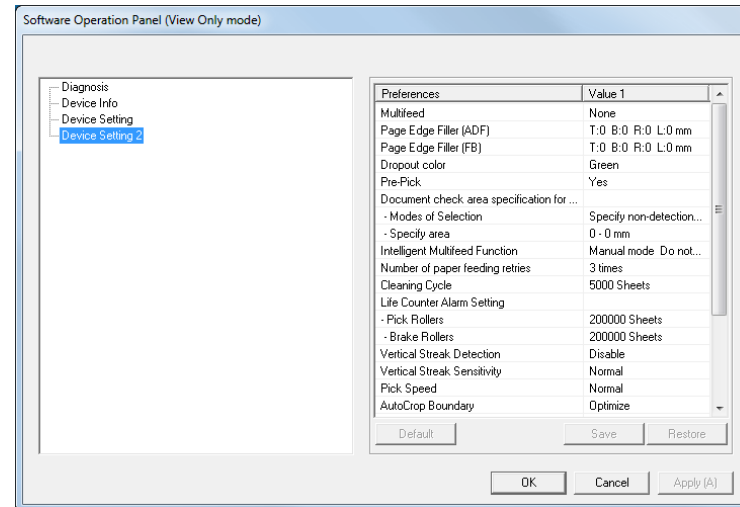 Software Operation Panel (View Only mode)
Diagnosis
Device Info
Device Setting
Device Setting 2
Preferences Value 1
Multifeed None
Page Edge Filler (ADF) T:0 B:0 R:0 L:0 mm
Page Edge Filler (FB) T:0 B:0 R:0 L:0 mm
Dropout color Green
Pre-Pick Yes
Document check area specification for ...
- Modes of Selection Specify non-detection...
- Specify area 0 - 0 mm
Intelligent Multifeed Function Manual mode Do not...
Number of paper feeding retries 3 times
Cleaning Cycle 5000 Sheets
Life Counter Alarm Setting
- Pick Rollers 200000 Sheets
- Brake Rollers 200000 Sheets
Vertical Streak Detection Disable
Vertical Streak Sensitivity Normal
Pick Speed Normal
AutoCrop Boundary Optimize
Default Save Restore
OK Cancel Apply (A)